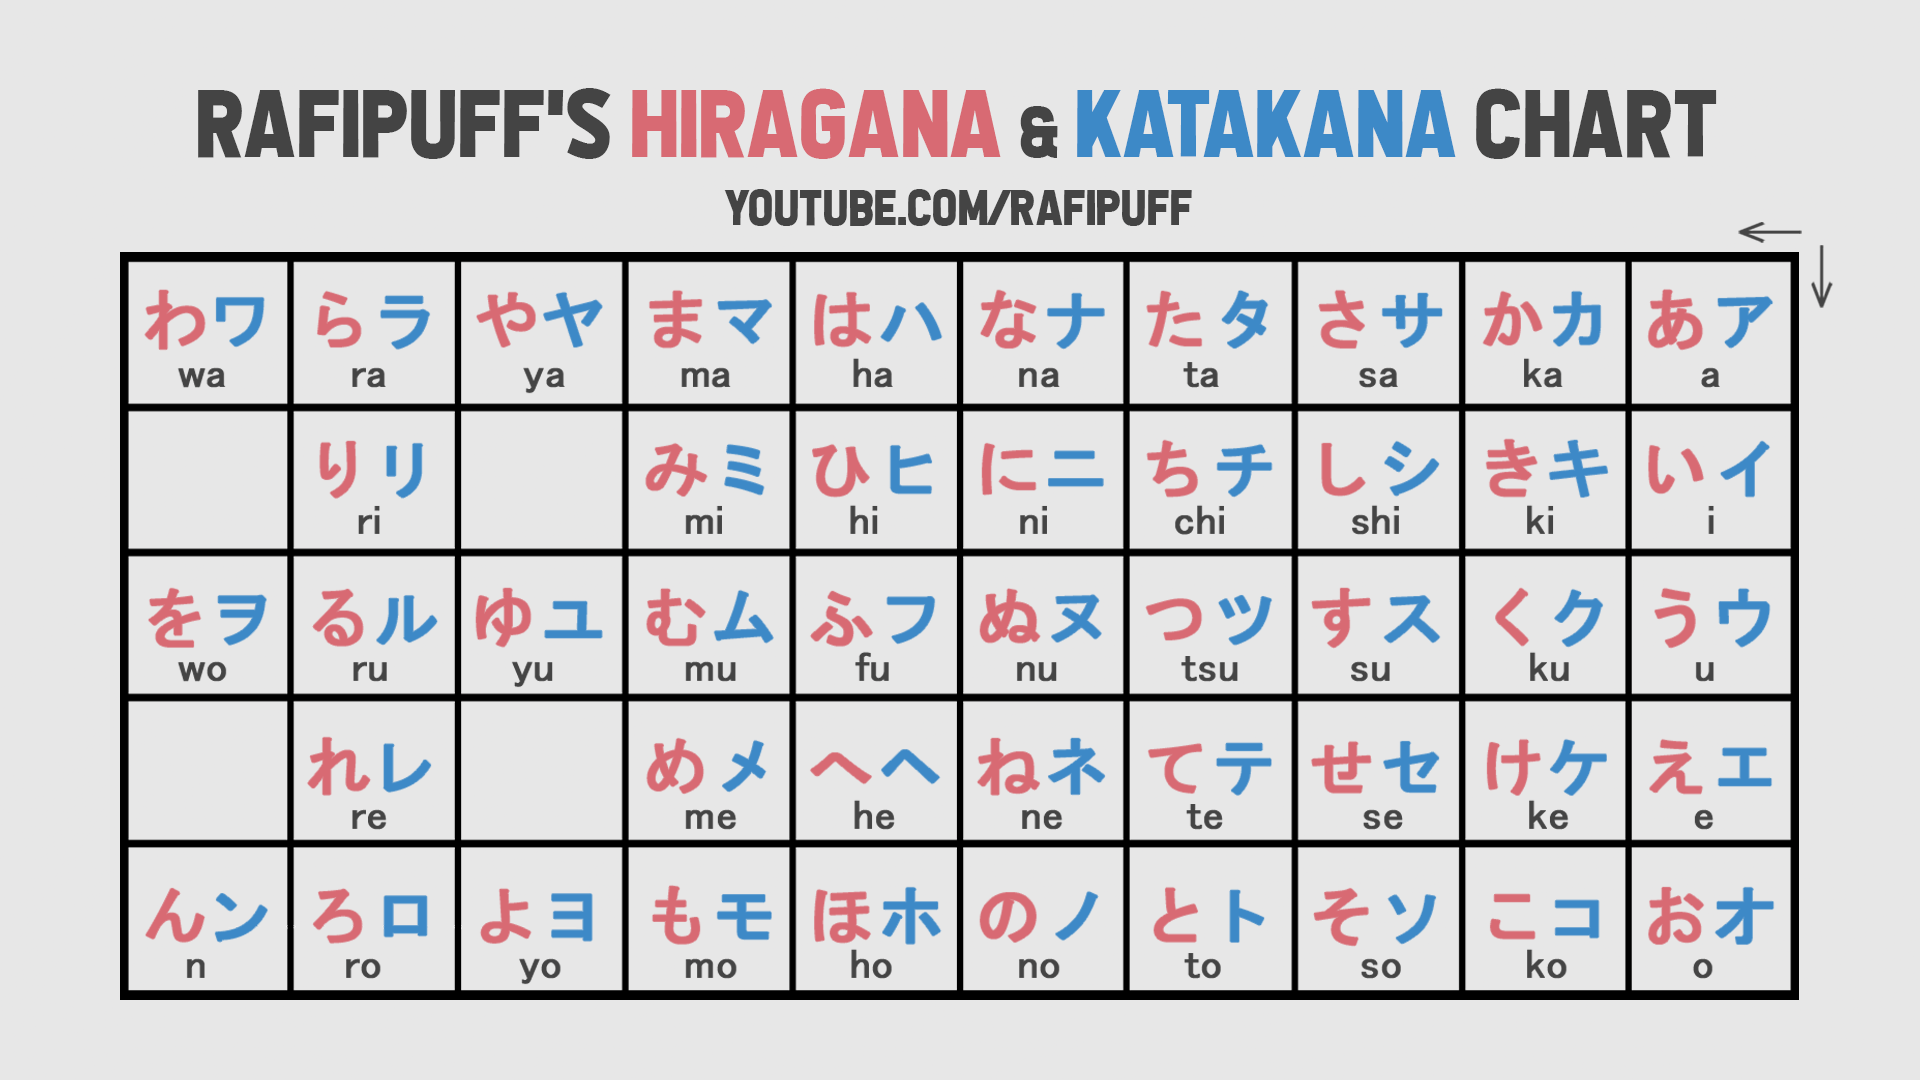 RAFIPUFF'S HIRAGANA & KATAKANA CHART
YOUTUBE.COM/RAFIPUFF
わワ らラ やヤ まマ はハ なナ たタ さサ かカ あア
wa ra ya ma ha na ta sa ka a
りリ みミ ひヒ にニ ちチ しシ きキ いイ
ri mi hi ni chi shi ki i
をヲ るル ゆユ むム ふフ ぬヌ つツ すス くク うウ
wo ru yu mu fu nu tsu su ku u
れレ めメ へヘ ねネ てテ せセ けケ えエ
re me he ne te se ke e
んン ろロ よヨ もモ ほホ のノ とト そソ こコ おオ
n ro yo mo ho no to so ko o